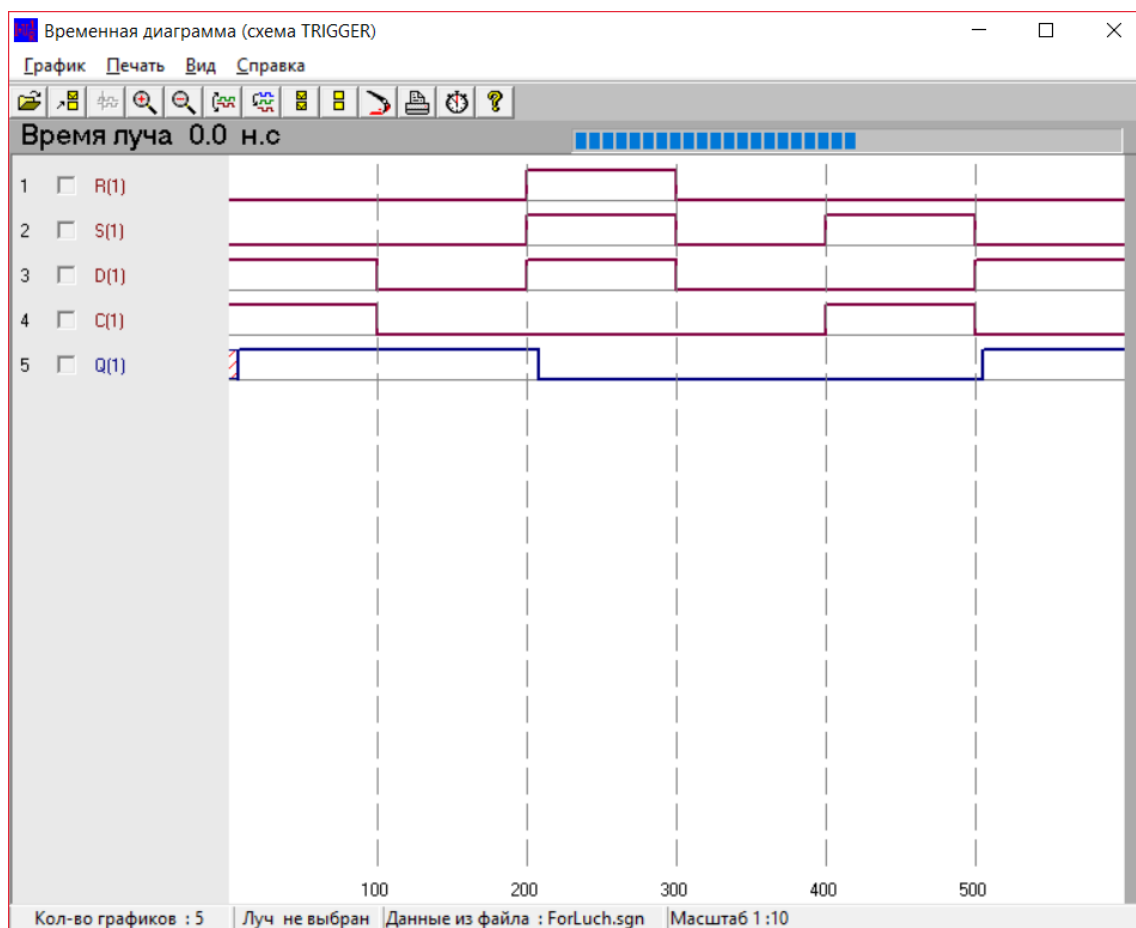 Временная диаграмма (схема TRIGGER)
График Печать Вид Справка
Время луча 0.0 н.с
1 R(1)
2 S(1)
3 D(1)
4 C(1)
5 Q(1)
100 200 300 400 500
Кол-во графиков : 5 Луч не выбран Данные из файла : ForLuch.sgn Масштаб 1 :10